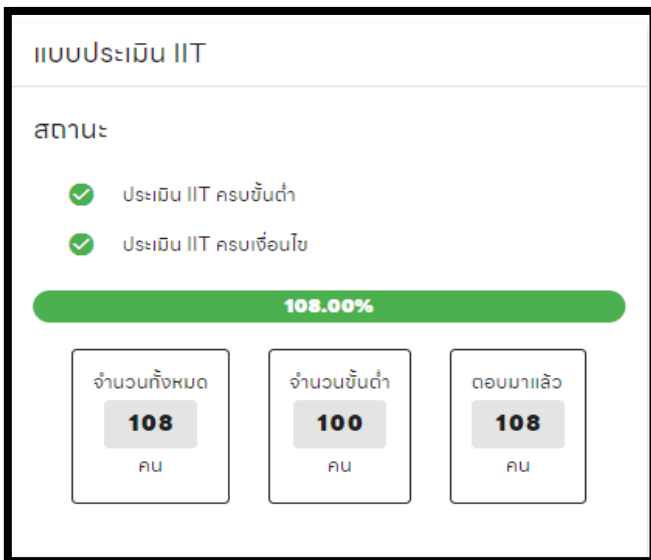 แบบประเมิน IIT
สถานะ
ประเมิน IIT ครบขั้นต่ำ
ประเมิน IIT ครบเงื่อนไข
108.00%
จำนวนทั้งหมด
108
คน
จำนวนขั้นต่ำ
100
คน
ตอบมาแล้ว
108
คน